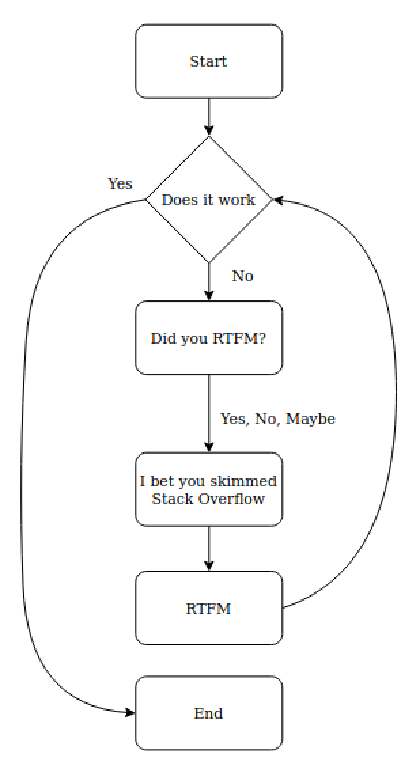 Start
Yes
Does it work
No
Did you RTFM?
Yes, No, Maybe
I bet you skimmed
Stack Overflow
RTFM
End